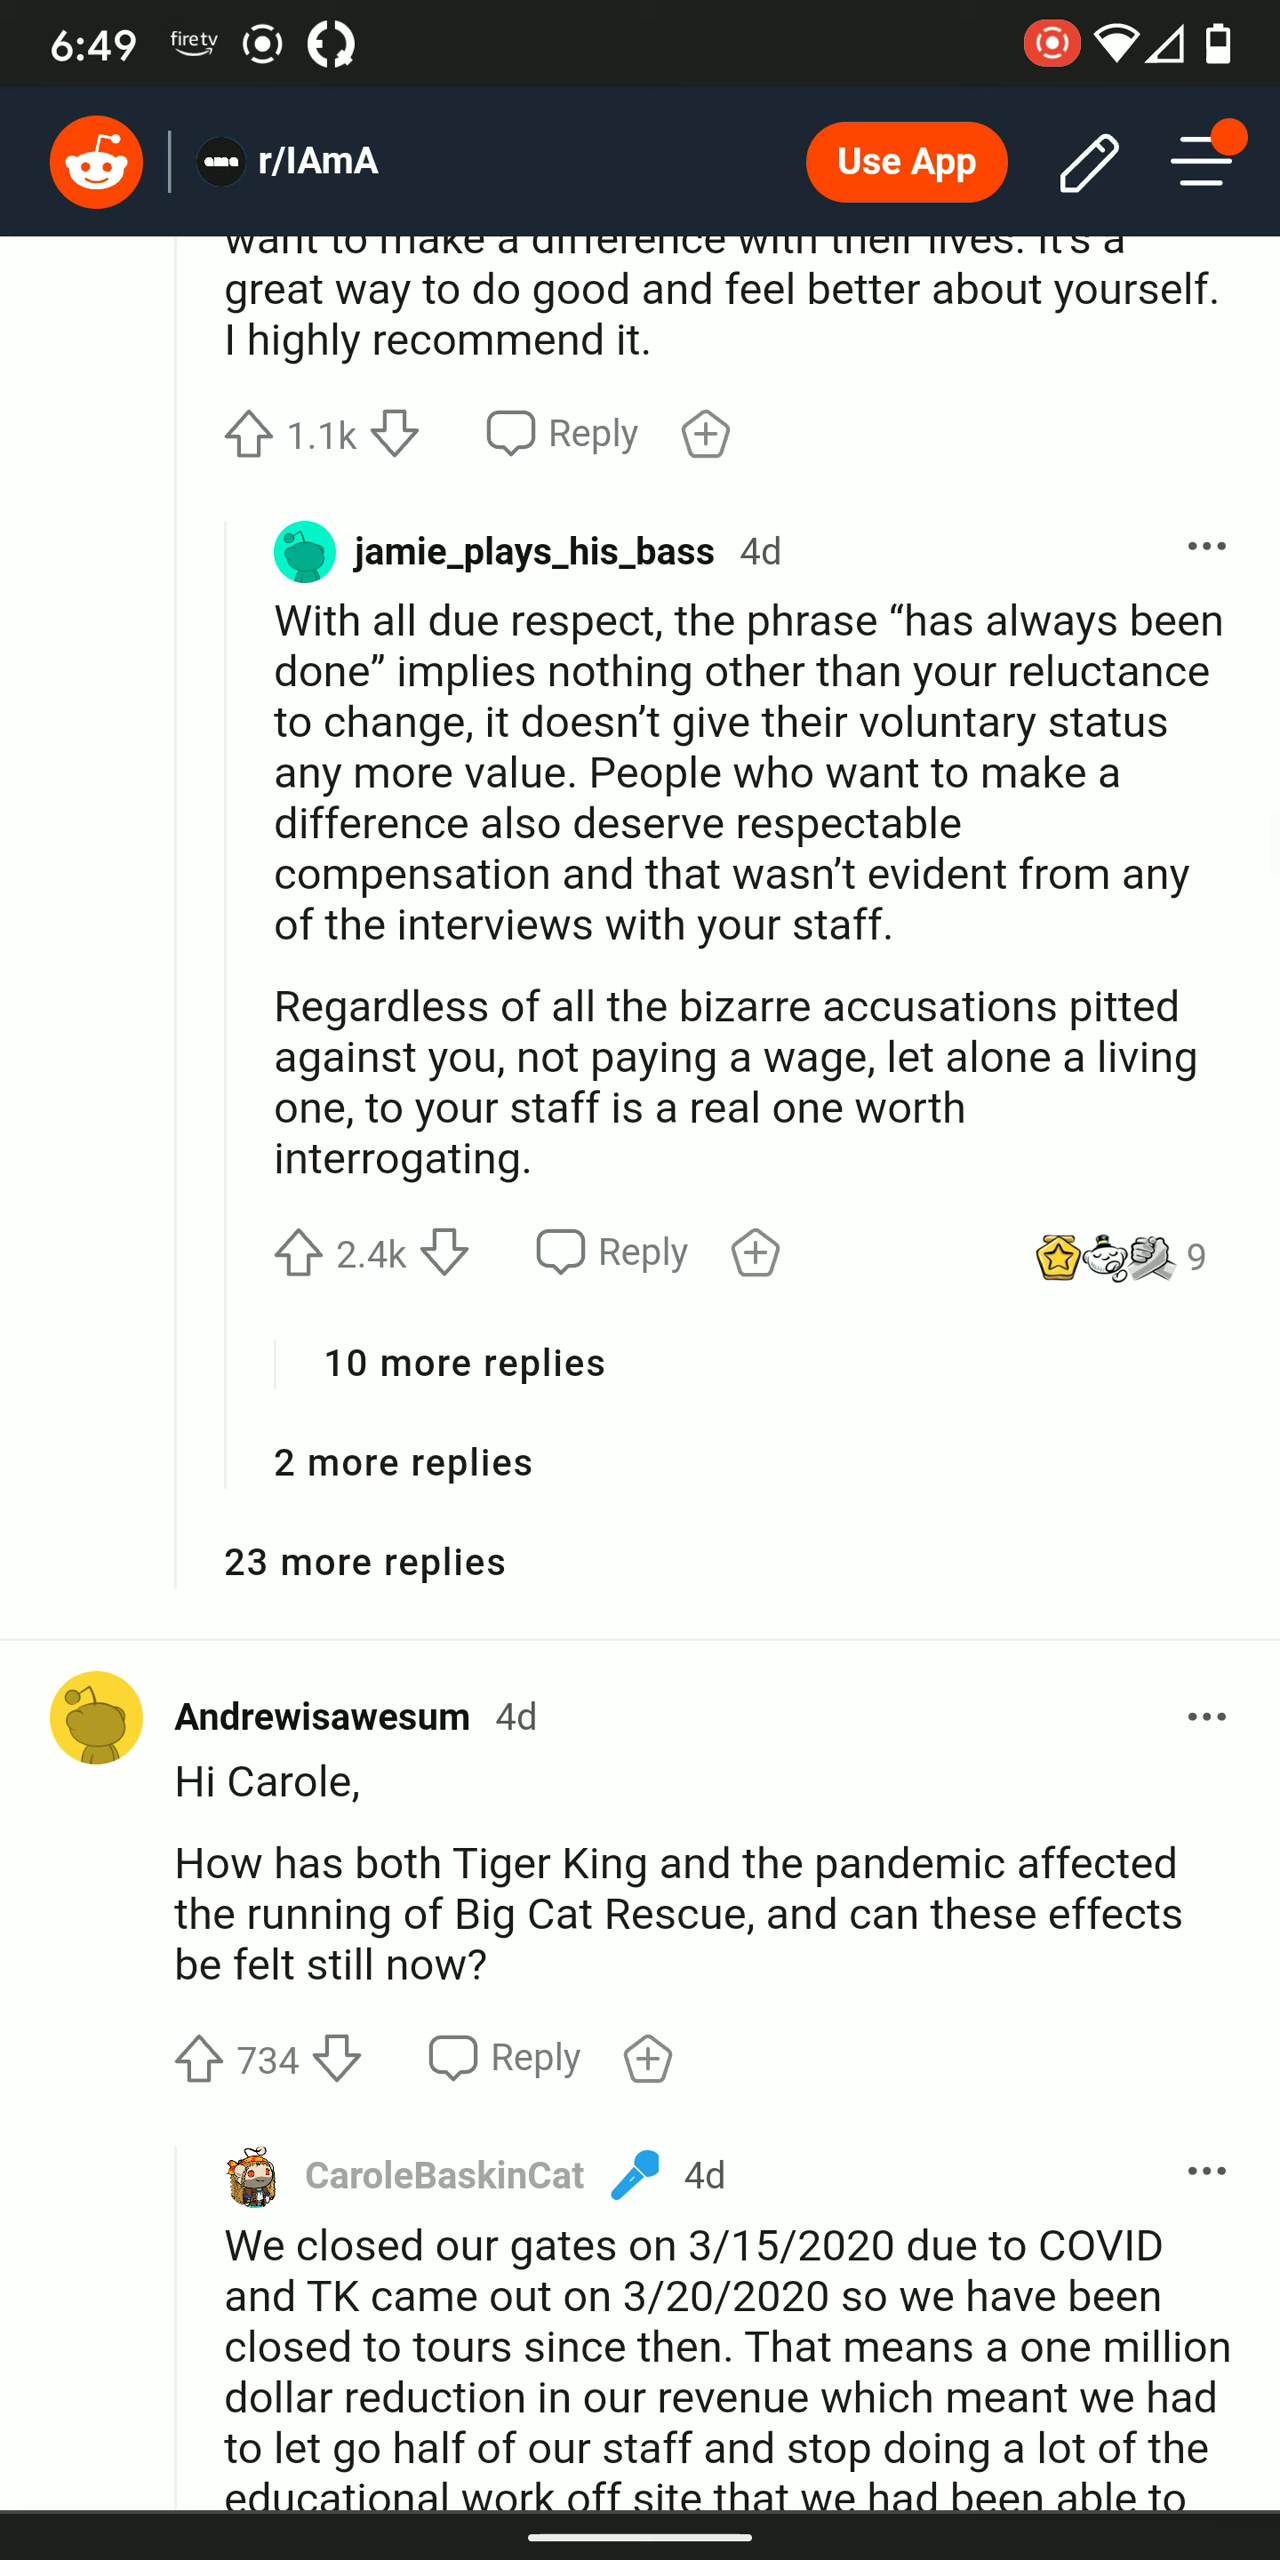 6:49 fire tv
ama r/IAmA Use App
want to make a difference with their lives. It's a
great way to do good and feel better about yourself.
I highly recommend it.
1.1k Reply
jamie_plays_his_bass 4d
With all due respect, the phrase “has always been
done” implies nothing other than your reluctance
to change, it doesn’t give their voluntary status
any more value. People who want to make a
difference also deserve respectable
compensation and that wasn’t evident from any
of the interviews with your staff.
Regardless of all the bizarre accusations pitted
against you, not paying a wage, let alone a living
one, to your staff is a real one worth
interrogating.
2.4k Reply 9
10 more replies
2 more replies
23 more replies
Andrewisawesum 4d
Hi Carole,
How has both Tiger King and the pandemic affected
the running of Big Cat Rescue, and can these effects
be felt still now?
734 Reply
CaroleBaskinCat 4d
We closed our gates on 3/15/2020 due to COVID
and TK came out on 3/20/2020 so we have been
closed to tours since then. That means a one million
dollar reduction in our revenue which meant we had
to let go half of our staff and stop doing a lot of the
educational work off site that we had been able to